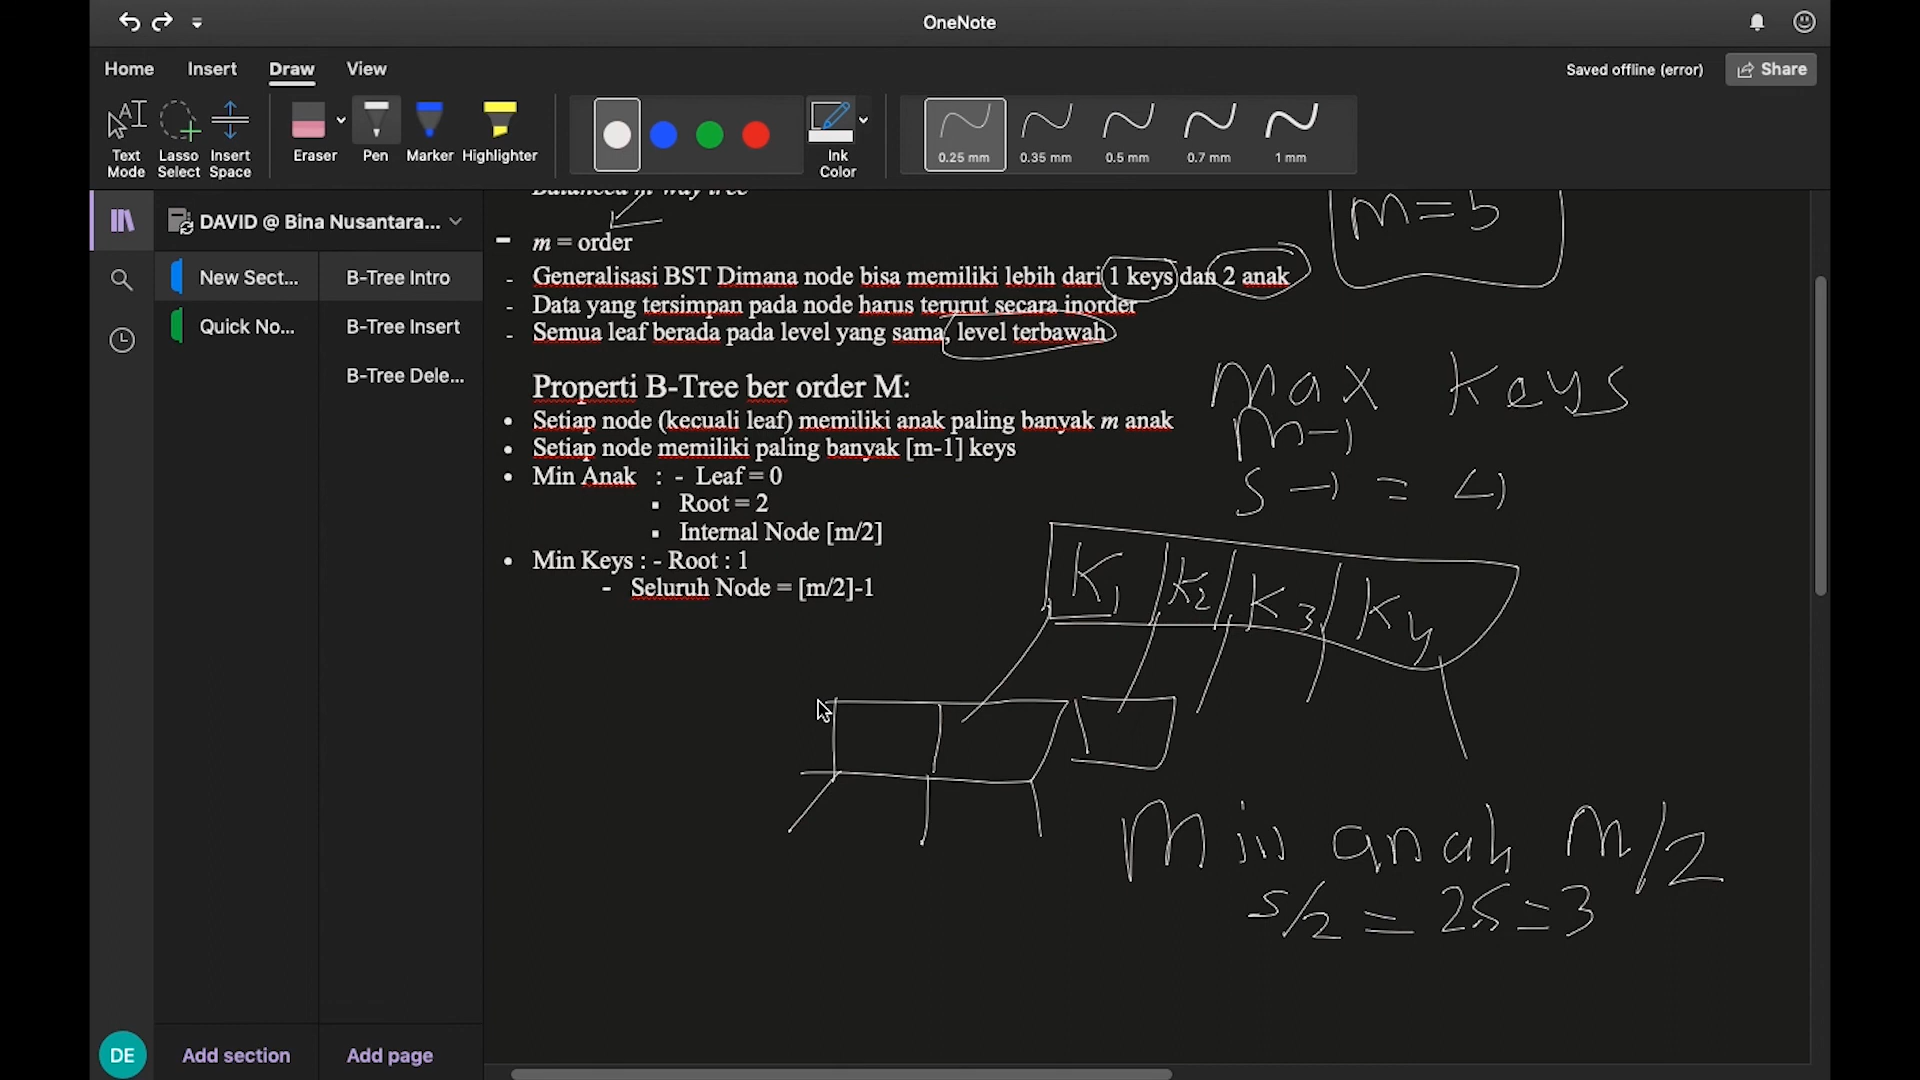 OneNote
Home Insert Draw View
Saved offline (error) Share
Text Mode
Lasso Select
Insert Space
Eraser
Pen
Marker
Highlighter
Ink Color
0.25 mm
0.35 mm
0.5 mm
0.7 mm
1 mm
DAVID @ Bina Nusantara...
New Sect...
Quick No...
B-Tree Intro
B-Tree Insert
B-Tree Dele...
Balanced m-way tree
m = 5
- m = order
- Generalisasi BST Dimana node bisa memiliki lebih dari 1 keys dan 2 anak
- Data yang tersimpan pada node harus terurut secara inorder
- Semua leaf berada pada level yang sama, level terbawah
Properti B-Tree ber order M:
• Setiap node (kecuali leaf) memiliki anak paling banyak m anak
• Setiap node memiliki paling banyak [m-1] keys
• Min Anak : - Leaf = 0
▪ Root = 2
▪ Internal Node [m/2]
• Min Keys : - Root : 1
- Seluruh Node = [m/2]-1
max keys
m-1
5-1 = 4
K1 K2 K3 K4
Min anak m/2
5/2 = 25 = 3
DE
Add section
Add page